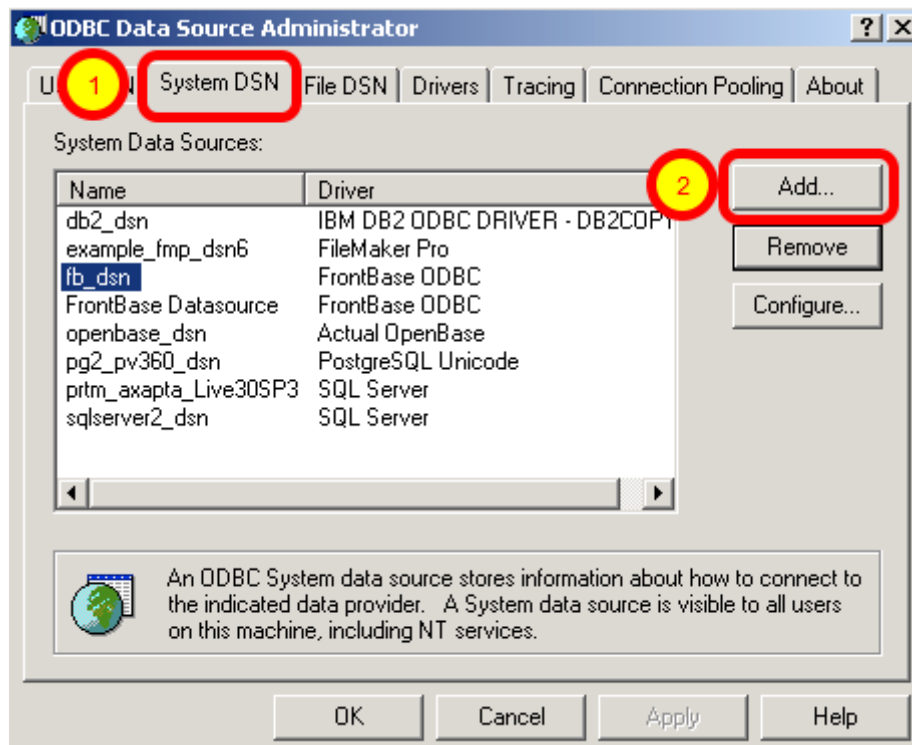 ODBC Data Source Administrator
1 System DSN File DSN Drivers Tracing Connection Pooling About
System Data Sources:
2 Add...
Name Driver
db2_dsn IBM DB2 ODBC DRIVER - DB2COPY
example_fmp_dsn6 FileMaker Pro
Remove
fb_dsn FrontBase ODBC
FrontBase Datasource FrontBase ODBC
Configure...
openbase_dsn Actual OpenBase
pg2_pv360_dsn PostgreSQL Unicode
prtm_axapta_Live30SP3 SQL Server
sqlserver2_dsn SQL Server
An ODBC System data source stores information about how to connect to
the indicated data provider. A System data source is visible to all users
on this machine, including NT services.
OK Cancel Apply Help